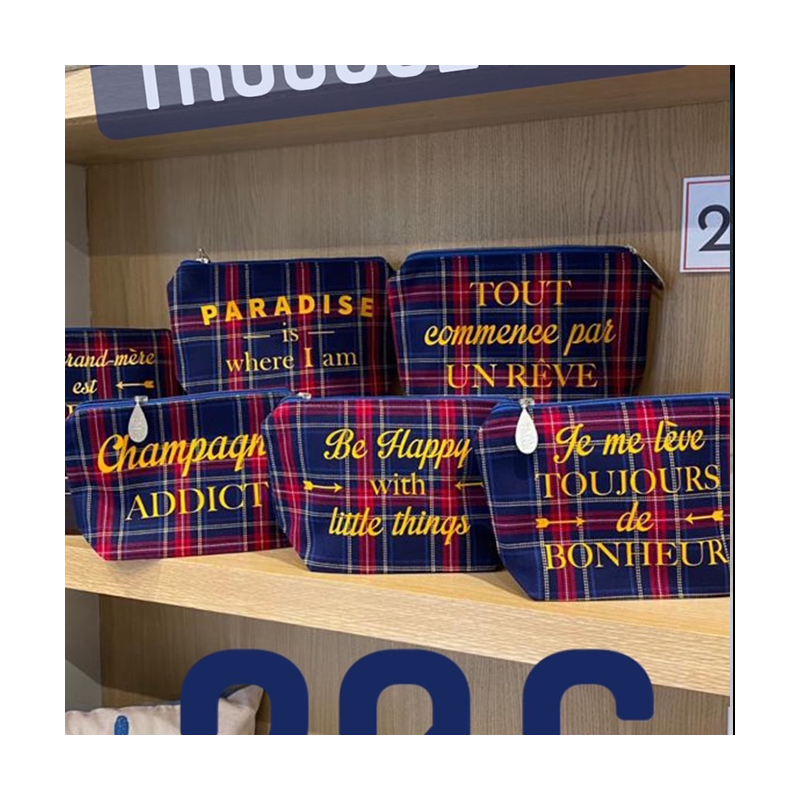 PARADISE
is
where I am
TOUT
commence par
UN RÊVE
est
Champagn
ADDICT
Be Happy
with
little things
Je me lève
TOUJOURS
de
BONHEUR
2